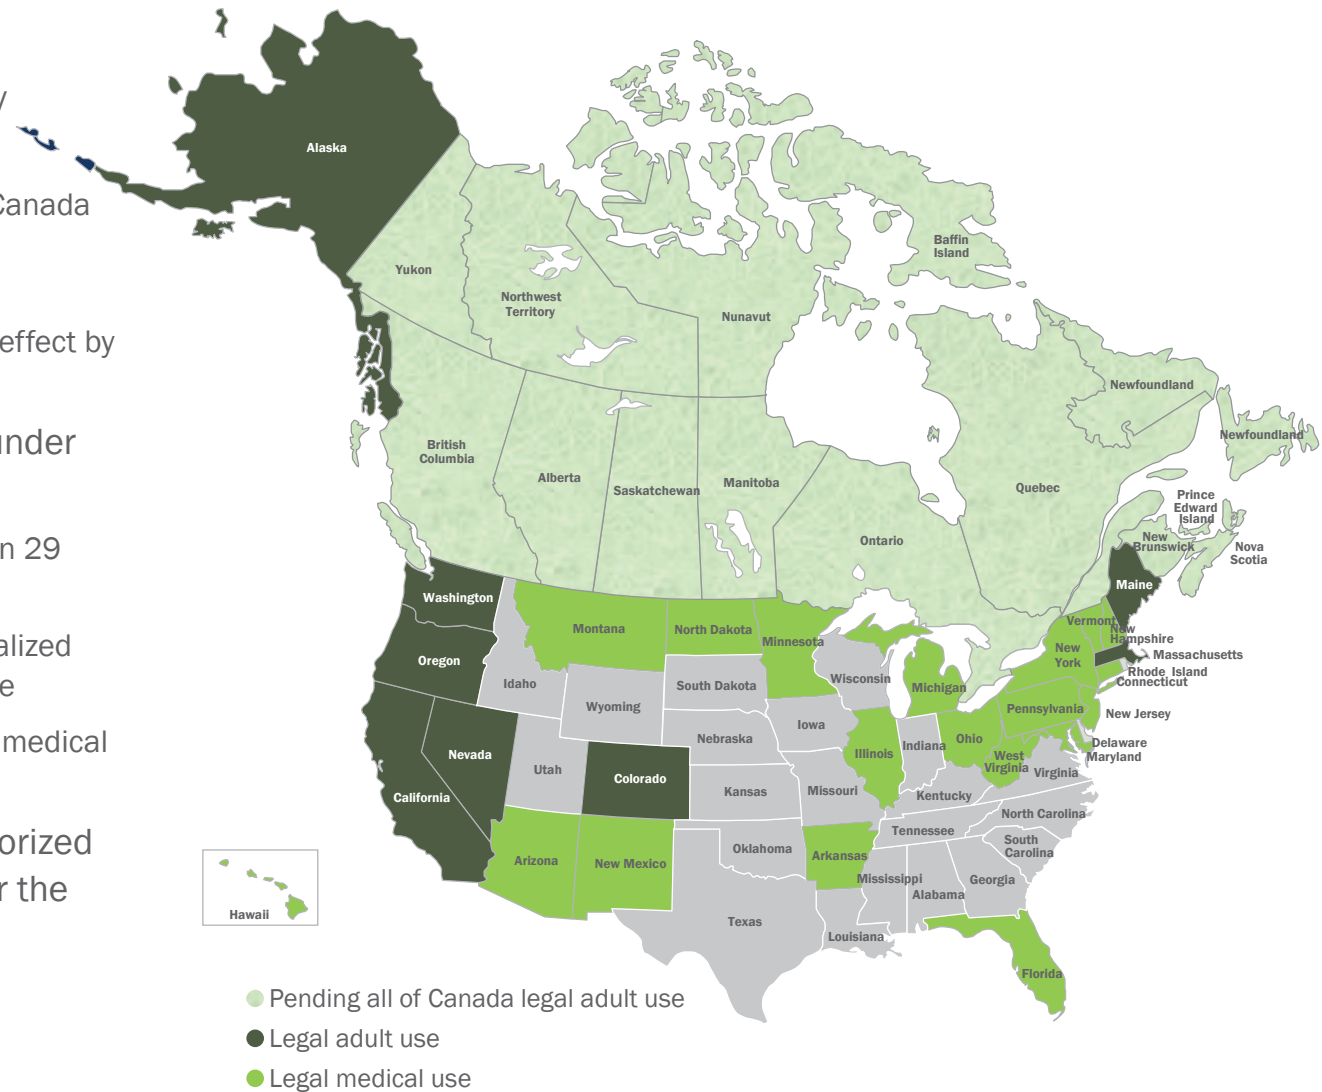 y
Canada
effect by
under
n 29
alized
e
medical
orized
r the
Alaska
Yukon
Northwest
Territory
Nunavut
Baffin
Island
British
Columbia
Alberta
Saskatchewan
Manitoba
Ontario
Quebec
Newfoundland
Newfoundland
Prince
Edward
Island
New
Brunswick
Nova
Scotia
Washington
Oregon
California
Nevada
Idaho
Montana
Wyoming
Utah
Colorado
Arizona
New Mexico
North Dakota
South Dakota
Nebraska
Kansas
Oklahoma
Texas
Minnesota
Iowa
Missouri
Arkansas
Louisiana
Wisconsin
Illinois
Michigan
Indiana
Ohio
Kentucky
Tennessee
Mississippi
Alabama
Georgia
Florida
South
Carolina
North Carolina
Virginia
West
Virginia
Pennsylvania
New
York
Vermont
New
Hampshire
Maine
Massachusetts
Rhode Island
Connecticut
New Jersey
Delaware
Maryland
Hawaii
Pending all of Canada legal adult use
Legal adult use
Legal medical use